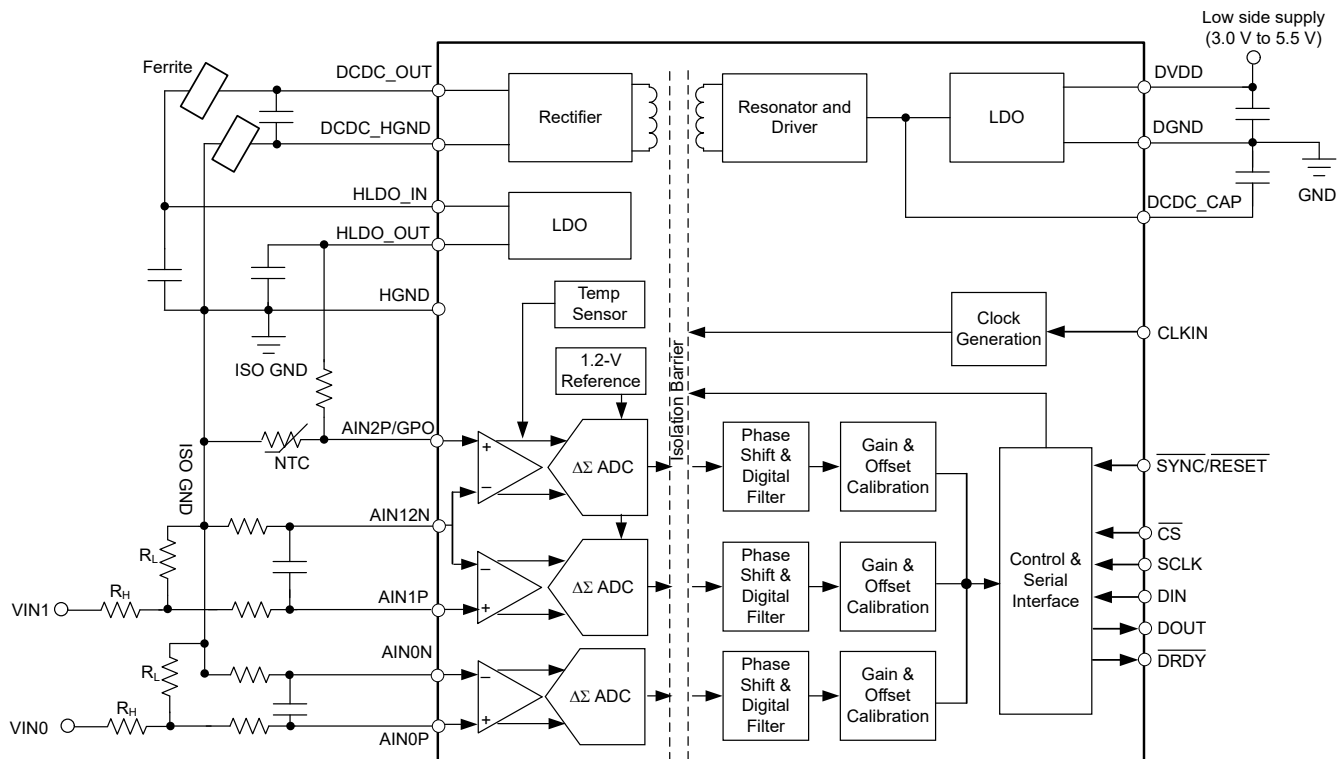 Low side supply
(3.0 V to 5.5 V)
Ferrite
DCDC_OUT
DVDD
Rectifier
Resonator and
Driver
LDO
DCDC_HGND
DGND
GND
HLDO_IN
DCDC_CAP
LDO
HLDO_OUT
HGND
Temp
Sensor
Clock
Generation
CLKIN
ISO GND
1.2-V
Reference
Isolation Barrier
AIN2P/GPO
NTC
ISO GND
+
−
ΔΣ ADC
Phase
Shift &
Digital
Filter
Gain &
Offset
Calibration
SYNC/RESET
AIN12N
CS
RL
−
+
ΔΣ ADC
Phase
Shift &
Digital
Filter
Gain &
Offset
Calibration
Control &
Serial
Interface
SCLK
RH
VIN1
AIN1P
DIN
DOUT
AIN0N
DRDY
RL
−
+
ΔΣ ADC
Phase
Shift &
Digital
Filter
Gain &
Offset
Calibration
RH
VIN0
AIN0P